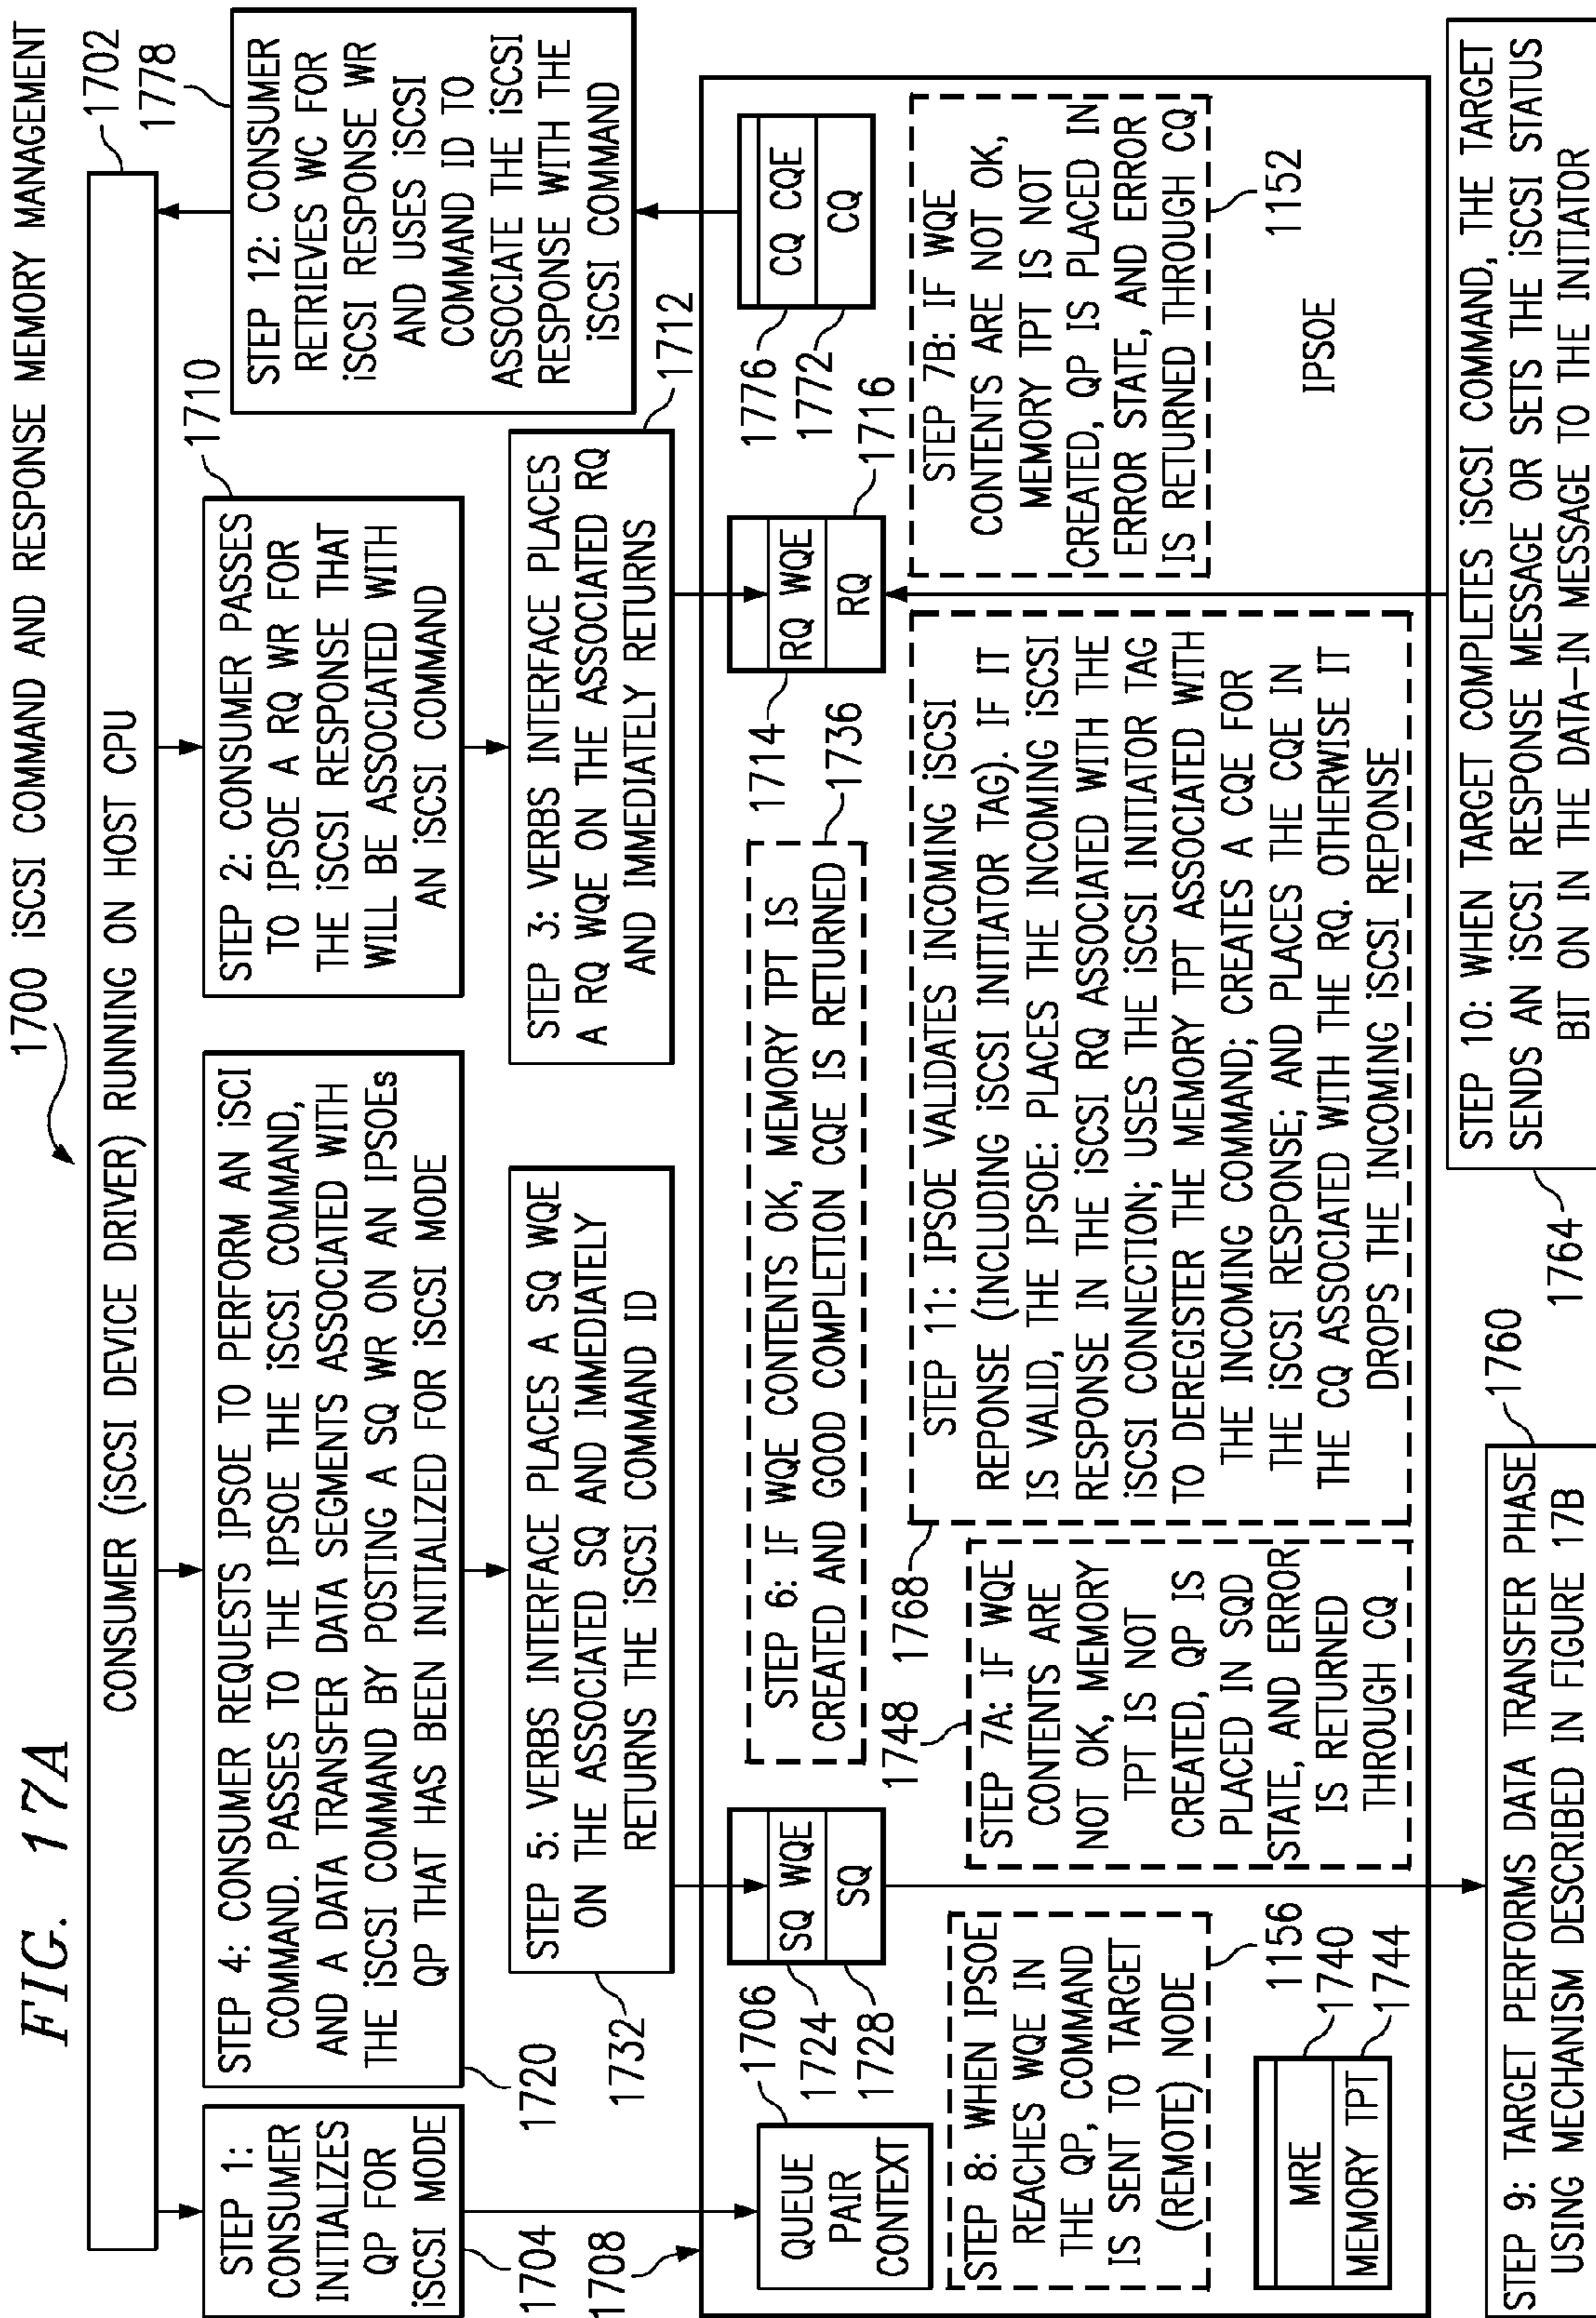 FIG. 17A
1700 iSCSI COMMAND AND RESPONSE MEMORY MANAGEMENT
CONSUMER (iSCSI DEVICE DRIVER) RUNNING ON HOST CPU
1702
STEP 1:
CONSUMER
INITIALIZES
QP FOR
iSCSI MODE
1704
STEP 4: CONSUMER REQUESTS IPSOE TO PERFORM AN iSCI
COMMAND. PASSES TO THE IPSOE THE iSCSI COMMAND,
AND A DATA TRANSFER DATA SEGMENTS ASSOCIATED WITH
THE iSCSI COMMAND BY POSTING A SQ WR ON AN IPSOEs
QP THAT HAS BEEN INITIALIZED FOR iSCSI MODE
1720
STEP 2: CONSUMER PASSES
TO IPSOE A RQ WR FOR
THE iSCSI RESPONSE THAT
WILL BE ASSOCIATED WITH
AN iSCSI COMMAND
1710
STEP 12: CONSUMER
RETRIEVES WC FOR
iSCSI RESPONSE WR
AND USES iSCSI
COMMAND ID TO
ASSOCIATE THE iSCSI
RESPONSE WITH THE
iSCSI COMMAND
1778
STEP 5: VERBS INTERFACE PLACES A SQ WQE
ON THE ASSOCIATED SQ AND IMMEDIATELY
RETURNS THE iSCSI COMMAND ID
1732
STEP 3: VERBS INTERFACE PLACES
A RQ WQE ON THE ASSOCIATED RQ
AND IMMEDIATELY RETURNS
1712
1708
QUEUE
PAIR
CONTEXT
1706
SQ WQE
SQ
1724
1728
STEP 6: IF WQE CONTENTS OK, MEMORY TPT IS
CREATED AND GOOD COMPLETION CQE IS RETURNED
1736
RQ WQE
RQ
1714
1716
CQ CQE
CQ
1776
1772
STEP 8: WHEN IPSOE
REACHES WQE IN
THE QP, COMMAND
IS SENT TO TARGET
(REMOTE) NODE
1156
MRE
MEMORY TPT
1740
1744
STEP 7A: IF WQE
CONTENTS ARE
NOT OK, MEMORY
TPT IS NOT
CREATED, QP IS
PLACED IN SQD
STATE, AND ERROR
IS RETURNED
THROUGH CQ
1748
STEP 11: IPSOE VALIDATES INCOMING iSCSI
REPONSE (INCLUDING iSCSI INITIATOR TAG). IF IT
IS VALID, THE IPSOE: PLACES THE INCOMING iSCSI
RESPONSE IN THE iSCSI RQ ASSOCIATED WITH THE
iSCSI CONNECTION; USES THE iSCSI INITIATOR TAG
TO DEREGISTER THE MEMORY TPT ASSOCIATED WITH
THE INCOMING COMMAND; CREATES A CQE FOR
THE iSCSI RESPONSE; AND PLACES THE CQE IN
THE CQ ASSOCIATED WITH THE RQ. OTHERWISE IT
DROPS THE INCOMING iSCSI REPONSE
1768
STEP 7B: IF WQE
CONTENTS ARE NOT OK,
MEMORY TPT IS NOT
CREATED, QP IS PLACED IN
ERROR STATE, AND ERROR
IS RETURNED THROUGH CQ
1152
IPSOE
STEP 9: TARGET PERFORMS DATA TRANSFER PHASE
USING MECHANISM DESCRIBED IN FIGURE 17B
1760
STEP 10: WHEN TARGET COMPLETES iSCSI COMMAND, THE TARGET
SENDS AN iSCSI RESPONSE MESSAGE OR SETS THE iSCSI STATUS
BIT ON IN THE DATA-IN MESSAGE TO THE INITIATOR
1764